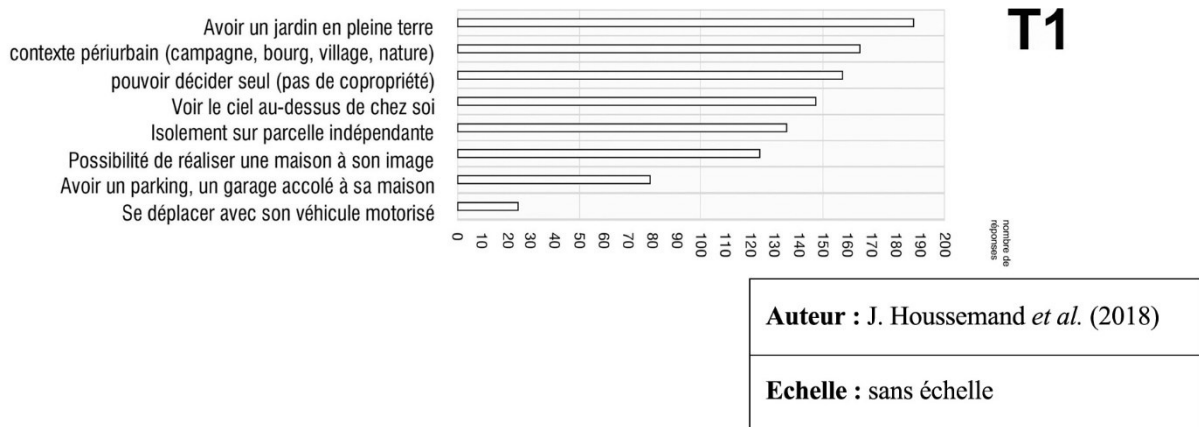 T1
Avoir un jardin en pleine terre
contexte périurbain (campagne, bourg, village, nature)
pouvoir décider seul (pas de copropriété)
Voir le ciel au-dessus de chez soi
Isolement sur parcelle indépendante
Possibilité de réaliser une maison à son image
Avoir un parking, un garage accolé à sa maison
Se déplacer avec son véhicule motorisé
0 10 20 30 40 50 60 70 80 90 100 110 120 130 140 150 160 170 180 190 200
nombre de
réponses
Auteur : J. Houssemand et al. (2018)
Echelle : sans échelle